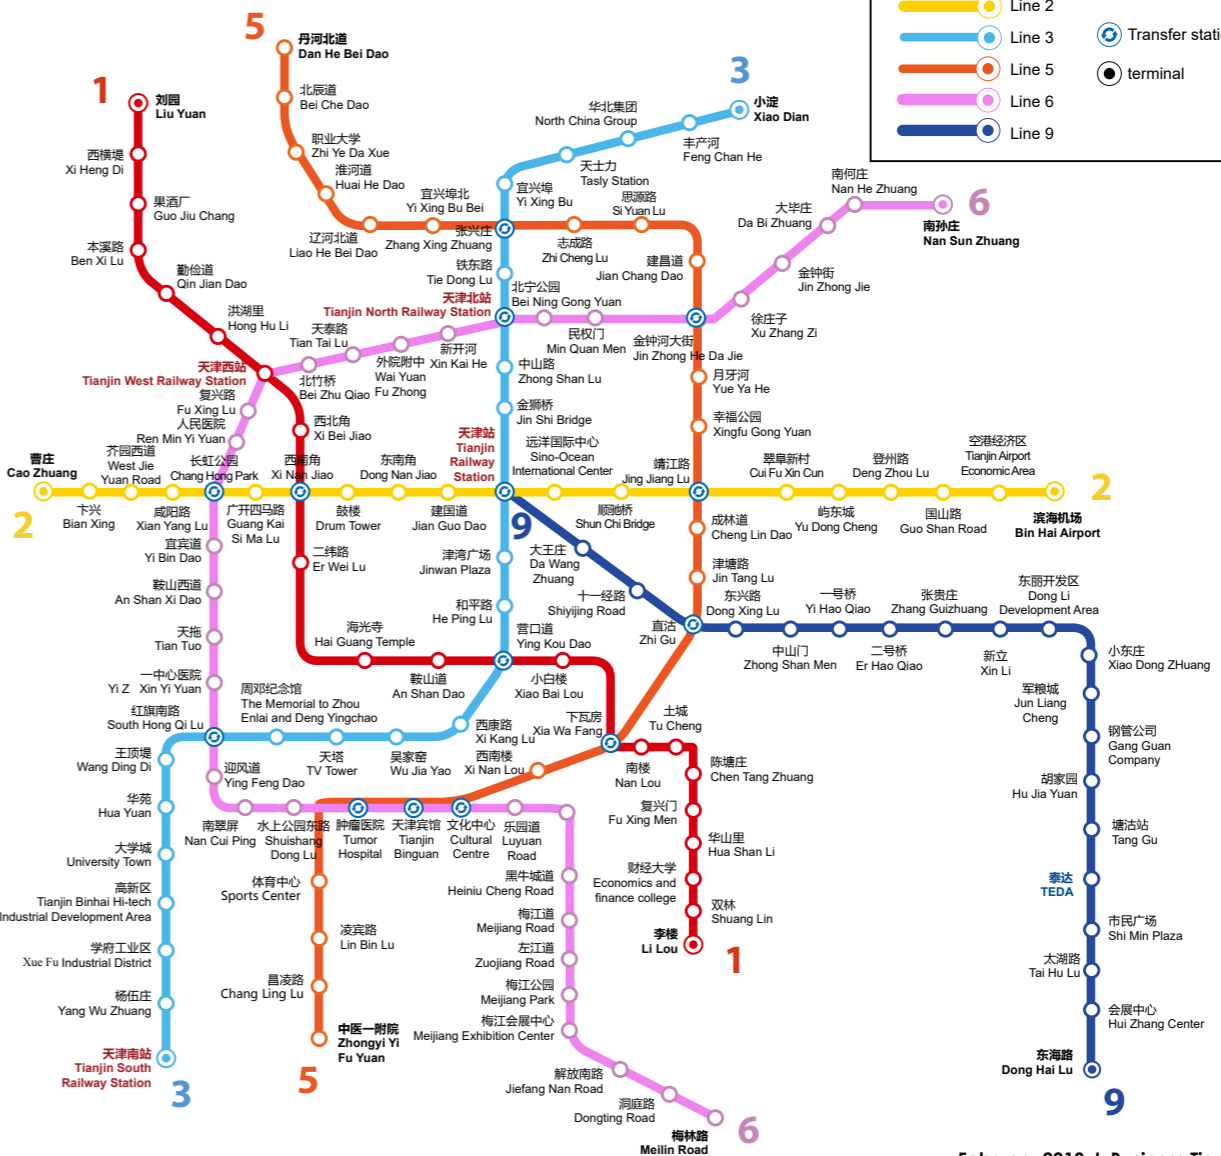 Line 2
Line 3
Line 5
Line 6
Line 9
terminal
5
丹河北道
Dan He Bei Dao
北辰道
Bei Che Dao
职业大学
Zhi Ye Da Xue
淮河道
Huai He Dao
辽河北道
Liao He Bei Dao
宜兴埠北
Yi Xing Bu Bei
张兴庄
Zhang Xing Zhuang
志成路
Zhi Cheng Lu
思源路
Si Yuan Lu
建昌道
Jian Chang Dao
1
刘园
Liu Yuan
西横堤
Xi Heng Di
果酒厂
Guo Jiu Chang
本溪路
Ben Xi Lu
勤俭道
Qin Jian Dao
洪湖里
Hong Hu Li
天津西站
Tianjin West Railway Station
3
小淀
Xiao Dian
丰产河
Feng Chan He
华北集团
North China Group
天士力
Tasly Station
宜兴埠
Yi Xing Bu
铁东路
Tie Dong Lu
天津北站
Tianjin North Railway Station
6
南孙庄
Nan Sun Zhuang
南何庄
Nan He Zhuang
大毕庄
Da Bi Zhuang
金钟街
Jin Zhong Jie
徐庄子
Xu Zhang Zi
金钟河大街
Jin Zhong He Da Jie
民权门
Min Quan Men
北宁公园
Bei Ning Gong Yuan
新开河
Xin Kai He
外院附中
Wai Yuan
Fu Zhong
天泰路
Tian Tai Lu
北竹桥
Bei Zhu Qiao
复兴路
Fu Xing Lu
人民医院
Ren Min Yi Yuan
长虹公园
Chang Hong Park
中山路
Zhong Shan Lu
金狮桥
Jin Shi Bridge
天津站
Tianjin
Railway
Station
月牙河
Yue Ya He
幸福公园
Xingfu Gong Yuan
西北角
Xi Bei Jiao
2
曹庄
Cao Zhuang
卞兴
Bian Xing
芥园西道
West Jie
Yuan Road
咸阳路
Xian Yang Lu
广开四马路
Guang Kai
Si Ma Lu
西南角
Xi Nan Jiao
鼓楼
Drum Tower
东南角
Dong Nan Jiao
建国道
Jian Guo Dao
远洋国际中心
Sino-Ocean
International Center
顺驰桥
Shun Chi Bridge
靖江路
Jing Jiang Lu
翠阜新村
Cui Fu Xin Cun
屿东城
Yu Dong Cheng
登州路
Deng Zhou Lu
国山路
Guo Shan Road
空港经济区
Tianjin Airport
Economic Area
滨海机场
Bin Hai Airport
2
9
宜宾道
Yi Bin Dao
鞍山西道
An Shan Xi Dao
天拖
Tian Tuo
一中心医院
Yi Z   Xin Yi Yuan
红旗南路
South Hong Qi Lu
二纬路
Er Wei Lu
海光寺
Hai Guang Temple
鞍山道
An Shan Dao
津湾广场
Jinwan Plaza
和平路
He Ping Lu
营口道
Ying Kou Dao
小白楼
Xiao Bai Lou
大王庄
Da Wang
Zhuang
十一经路
Shiyijing Road
成林道
Cheng Lin Dao
津塘路
Jin Tang Lu
直沽
Zhi Gu
东兴路
Dong Xing Lu
中山门
Zhong Shan Men
一号桥
Yi Hao Qiao
二号桥
Er Hao Qiao
张贵庄
Zhang Guizhuang
新立
Xin Li
东丽开发区
Dong Li
Development Area
小东庄
Xiao Dong ZHuang
军粮城
Jun Liang
Cheng
钢管公司
Gang Guan
Company
胡家园
Hu Jia Yuan
塘沽站
Tang Gu
泰达
TEDA
市民广场
Shi Min Plaza
太湖路
Tai Hu Lu
会展中心
Hui Zhang Center
东海路
Dong Hai Lu
9
周邓纪念馆
The Memorial to Zhou
Enlai and Deng Yingchao
天塔
TV Tower
吴家窑
Wu Jia Yao
西康路
Xi Kang Lu
西南楼
Xi Nan Lou
下瓦房
Xia Wa Fang
南楼
Nan Lou
土城
Tu Cheng
陈塘庄
Chen Tang Zhuang
复兴门
Fu Xing Men
华山里
Hua Shan Li
财经大学
Economics and
finance college
双林
Shuang Lin
李楼
Li Lou
1
王顶堤
Wang Ding Di
华苑
Hua Yuan
大学城
University Town
高新区
Tianjin Binhai Hi-tech
Industrial Development Area
学府工业区
Xue Fu Industrial District
杨伍庄
Yang Wu Zhuang
天津南站
Tianjin South
Railway Station
3
迎风道
Ying Feng Dao
南翠屏
Nan Cui Ping
水上公园东路
Shuishang
Dong Lu
肿瘤医院
Tumor
Hospital
天津宾馆
Tianjin
Binguan
文化中心
Cultural
Centre
乐园道
Luyuan
Road
体育中心
Sports Center
凌宾路
Lin Bin Lu
昌凌路
Chang Ling Lu
中医一附院
Zhongyi Yi
Fu Yuan
5
黑牛城道
Heiniu Cheng Road
梅江道
Meijiang Road
左江道
Zuojiang Road
梅江公园
Meijiang Park
梅江会展中心
Meijiang Exhibition Center
解放南路
Jiefang Nan Road
洞庭路
Dongting Road
梅林路
Meilin Road
6
Transfer